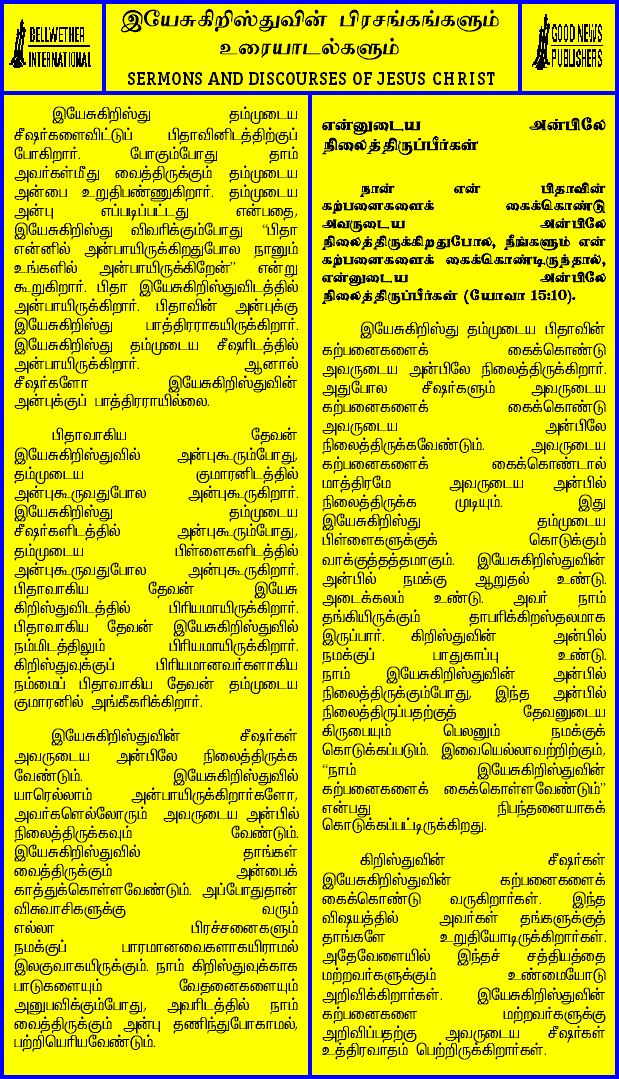 BELLWETHER
INTERNATIONAL
இயேசுகிறிஸ்துவின் பிரசங்கங்களும்
உரையாடல்களும்
SERMONS AND DISCOURSES OF JESUS CHRIST
GOOD NEWS
PUBLISHERS
இயேசுகிறிஸ்து தம்முடைய
சீஷர்களைவிட்டுப் பிதாவினிடத்திற்குப்
போகிறார். போகும்போது தாம்
அவர்கள்மீது வைத்திருக்கும் தம்முடைய
அன்பை உறுதிபண்ணுகிறார். தம்முடைய
அன்பு எப்படிப்பட்டது என்பதை,
இயேசுகிறிஸ்து விவரிக்கும்போது "பிதா
என்னில் அன்பாயிருக்கிறதுபோல நானும்
உங்களில் அன்பாயிருக்கிறேன்" என்று
கூறுகிறார். பிதா இயேசுகிறிஸ்துவிடத்தில்
அன்பாயிருக்கிறார். பிதாவின் அன்புக்கு
இயேசுகிறிஸ்து பாத்திரராகயிருக்கிறார்.
இயேசுகிறிஸ்து தம்முடைய சீஷரிடத்தில்
அன்பாயிருக்கிறார். ஆனால்
சீஷர்களோ இயேசுகிறிஸ்துவின்
அன்புக்குப் பாத்திரராயில்லை.
பிதாவாகிய தேவன்
இயேசுகிறிஸ்துவில் அன்புகூரும்போது,
தம்முடைய குமாரனிடத்தில்
அன்புகூருவதுபோல அன்புகூருகிறார்.
இயேசுகிறிஸ்து தம்முடைய
சீஷர்களிடத்தில் அன்புகூரும்போது,
தம்முடைய பிள்ளைகளிடத்தில்
அன்புகூருவதுபோல அன்புகூருகிறார்.
பிதாவாகிய தேவன் இயேசு
கிறிஸ்துவிடத்தில் பிரியமாயிருக்கிறார்.
பிதாவாகிய தேவன் இயேசுகிறிஸ்துவில்
நம்மிடத்திலும் பிரியமாயிருக்கிறார்.
கிறிஸ்துவுக்குப் பிரியமானவர்களாகிய
நம்மைப் பிதாவாகிய தேவன் தம்முடைய
குமாரனில் அங்கீகரிக்கிறார்.
இயேசுகிறிஸ்துவின் சீஷர்கள்
அவருடைய அன்பிலே நிலைத்திருக்க
வேண்டும். இயேசுகிறிஸ்துவில்
யாரெல்லாம் அன்பாயிருக்கிறார்களோ,
அவர்களெல்லோரும் அவருடைய அன்பில்
நிலைத்திருக்கவும் வேண்டும்.
இயேசுகிறிஸ்துவில் தாங்கள்
வைத்திருக்கும் அன்பைக்
காத்துக்கொள்ளவேண்டும். அப்போதுதான்
விசுவாசிகளுக்கு வரும்
எல்லா பிரச்சனைகளும்
நமக்குப் பாரமானவைகளாகயிராமல்
இலகுவாகயிருக்கும். நாம் கிறிஸ்துவுக்காக
பாடுகளையும் வேதனைகளையும்
அனுபவிக்கும்போது, அவரிடத்தில் நாம்
வைத்திருக்கும் அன்பு தணிந்துபோகாமல்,
பற்றியெரியவேண்டும்.
என்னுடைய அன்பிலே
நிலைத்திருப்பீர்கள்
நான் என் பிதாவின்
கற்பனைகளைக் கைக்கொண்டு
அவருடைய அன்பிலே
நிலைத்திருக்கிறதுபோல, நீங்களும் என்
கற்பனைகளைக் கைக்கொண்டிருந்தால்,
என்னுடைய அன்பிலே
நிலைத்திருப்பீர்கள் (யோவா 15:10).
இயேசுகிறிஸ்து தம்முடைய பிதாவின்
கற்பனைகளைக் கைக்கொண்டு
அவருடைய அன்பிலே நிலைத்திருக்கிறார்.
அதுபோல சீஷர்களும் அவருடைய
கற்பனைகளைக் கைக்கொண்டு
அவருடைய அன்பிலே
நிலைத்திருக்கவேண்டும். அவருடைய
கற்பனைகளைக் கைக்கொண்டால்
மாத்திரமே அவருடைய அன்பில்
நிலைத்திருக்க முடியும். இது
இயேசுகிறிஸ்து தம்முடைய
பிள்ளைகளுக்குக் கொடுக்கும்
வாக்குத்தத்தமாகும். இயேசுகிறிஸ்துவின்
அன்பில் நமக்கு ஆறுதல் உண்டு.
அடைக்கலம் உண்டு. அவர் நாம்
தங்கியிருக்கும் தாபரிக்கிறஸ்தலமாக
இருப்பார். கிறிஸ்துவின் அன்பில்
நமக்குப் பாதுகாப்பு உண்டு.
நாம் இயேசுகிறிஸ்துவின் அன்பில்
நிலைத்திருக்கும்போது, இந்த அன்பில்
நிலைத்திருப்பதற்குத் தேவனுடைய
கிருபையும் பெலனும் நமக்குக்
கொடுக்கப்படும். இவையெல்லாவற்றிற்கும்,
"நாம் இயேசுகிறிஸ்துவின்
கற்பனைகளைக் கைக்கொள்ளவேண்டும்"
என்பது நிபந்தனையாகக்
கொடுக்கப்பட்டிருக்கிறது.
கிறிஸ்துவின் சீஷர்கள்
இயேசுகிறிஸ்துவின் கற்பனைகளைக்
கைக்கொண்டு வருகிறார்கள். இந்த
விஷயத்தில் அவர்கள் தங்களுக்குத்
தாங்களே உறுதியோடிருக்கிறார்கள்.
அதேவேளையில் இந்தச் சத்தியத்தை
மற்றவர்களுக்கும் உண்மையோடு
அறிவிக்கிறார்கள். இயேசுகிறிஸ்துவின்
கற்பனைகளை மற்றவர்களுக்கு
அறிவிப்பதற்கு அவருடைய சீஷர்கள்
உத்திரவாதம் பெற்றிருக்கிறார்கள்.